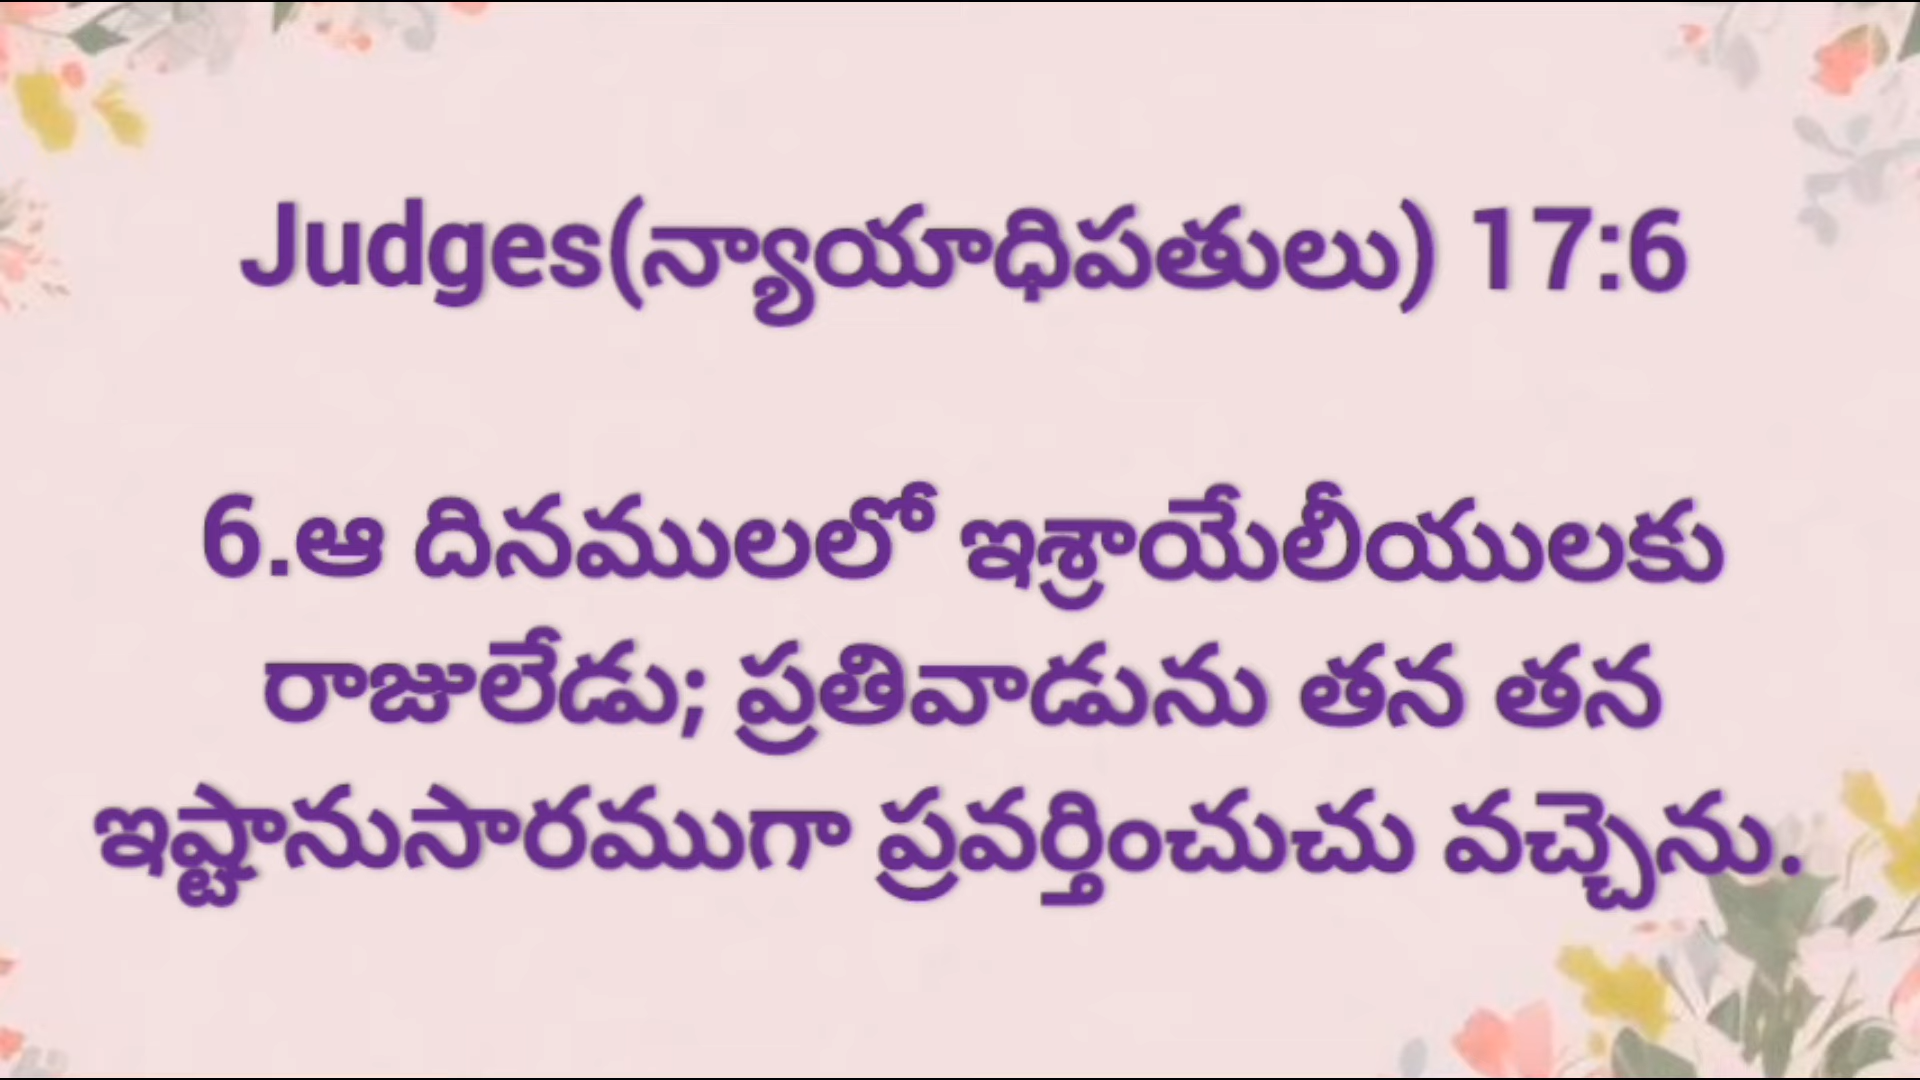 Judges(న్యాయాధిపతులు) 17:6
6.ఆ దినములలో ఇశ్రాయేలీయులకు
రాజులేడు; ప్రతివాడును తన తన
ఇష్టానుసారముగా ప్రవర్తించుచు వచ్చెను.